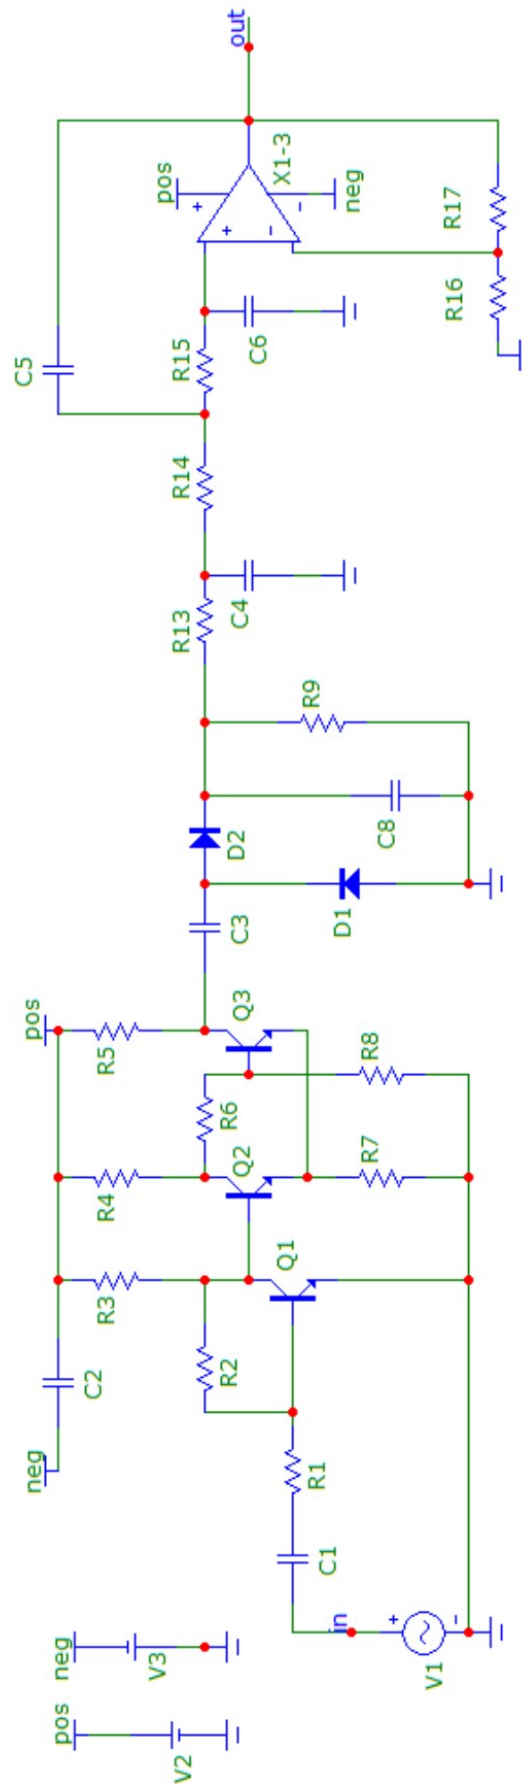 out
pos
X1-3
neg
R17
R16
C5
R15
C6
R14
R13
C4
R9
D2
C8
D1
C3
pos
R5
Q3
R6
R8
R4
Q2
R7
R3
Q1
C2
R2
neg
R1
C1
in
V1
neg
V3
pos
V2